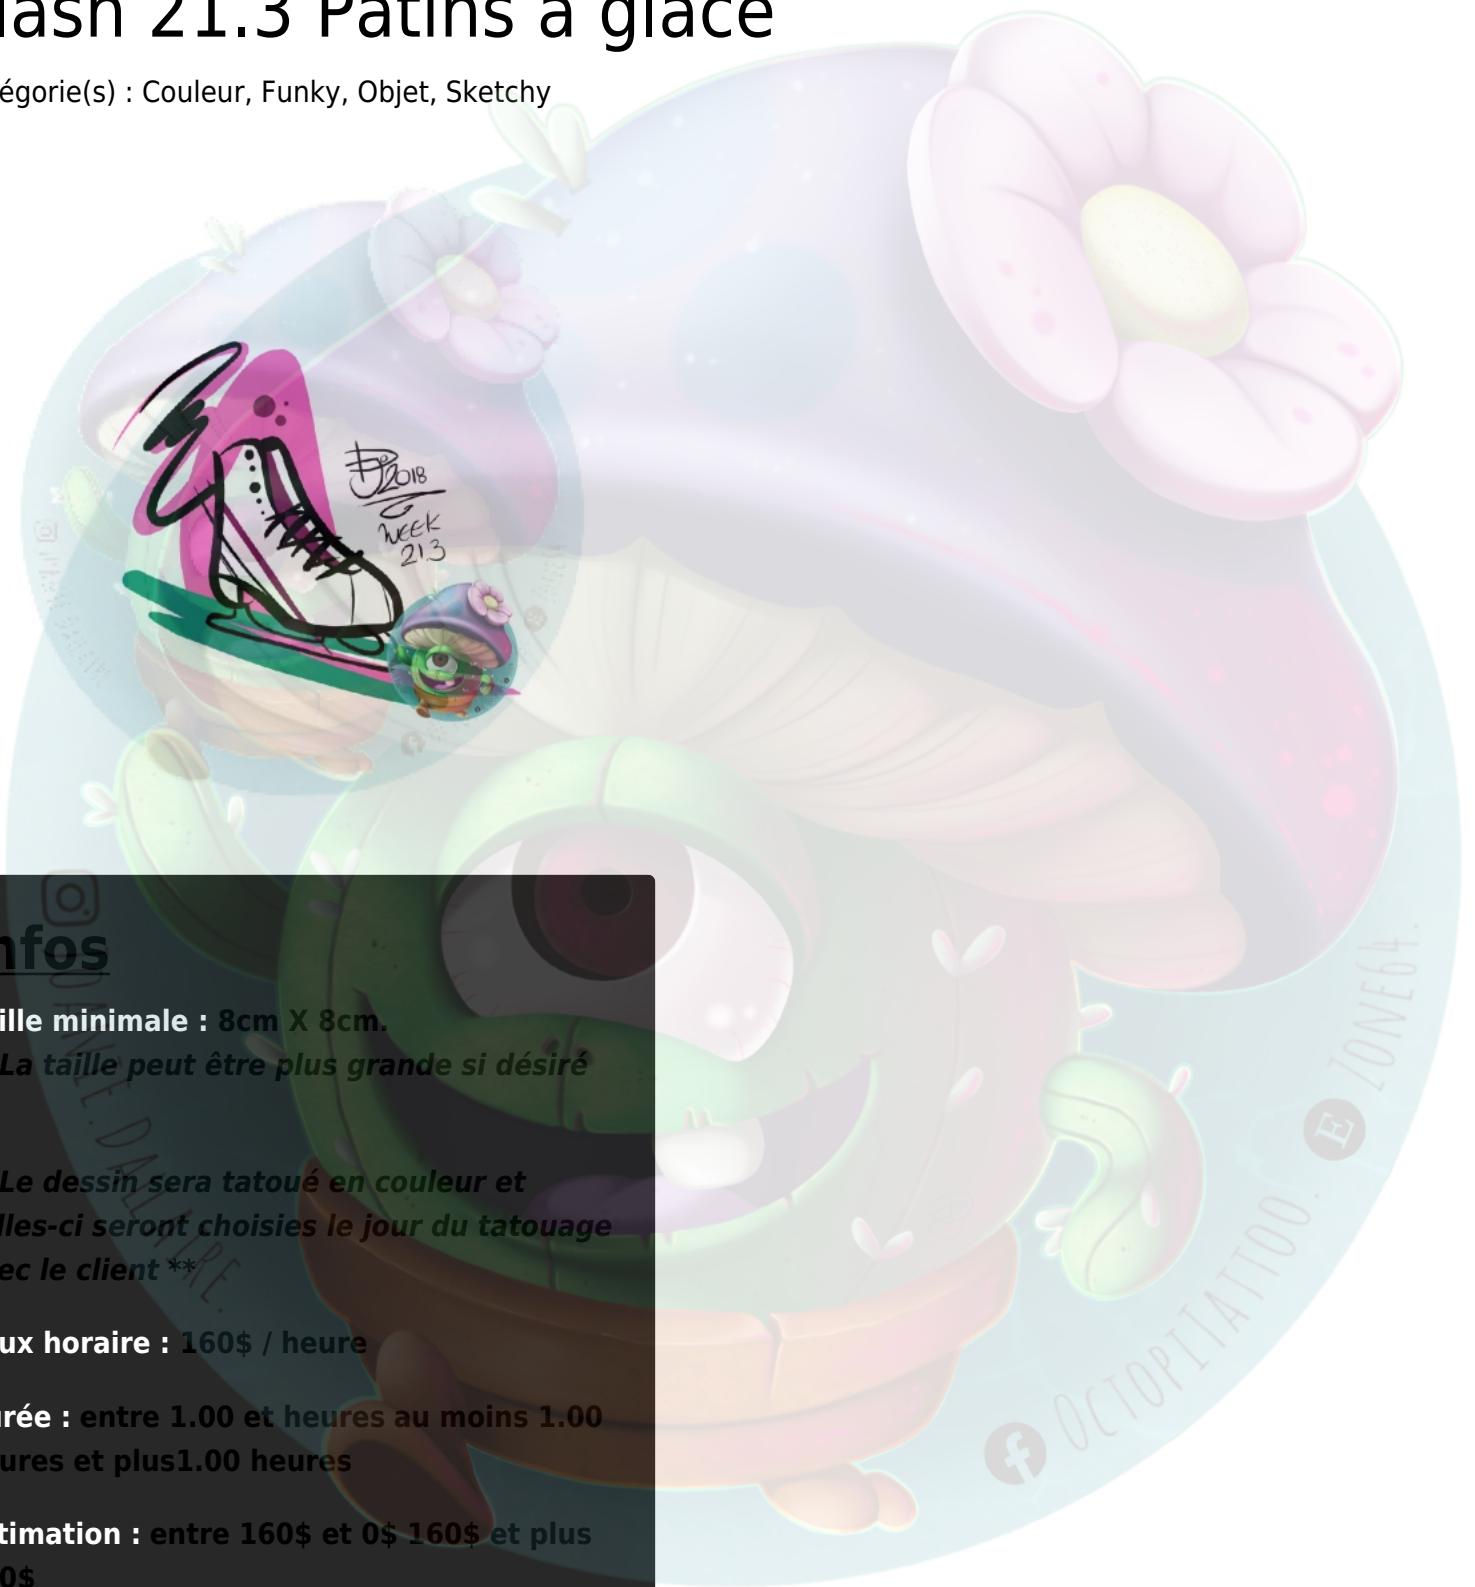 lash 21.3 Patins à glace
égorie(s) : Couleur, Funky, Objet, Sketchy
2018
WEEK
21.3
nfos
ille minimale : 8cm X 8cm.
La taille peut être plus grande si désiré
Le dessin sera tatoué en couleur et
lles-ci seront choisies le jour du tatouage
ec le client **
ux horaire : 160$ / heure
rée : entre 1.00 et heures au moins 1.00
ures et plus1.00 heures
timation : entre 160$ et 0$ 160$ et plus
0$
DALLAIRE.
OCTOPITATTOO.
E ZONE64.